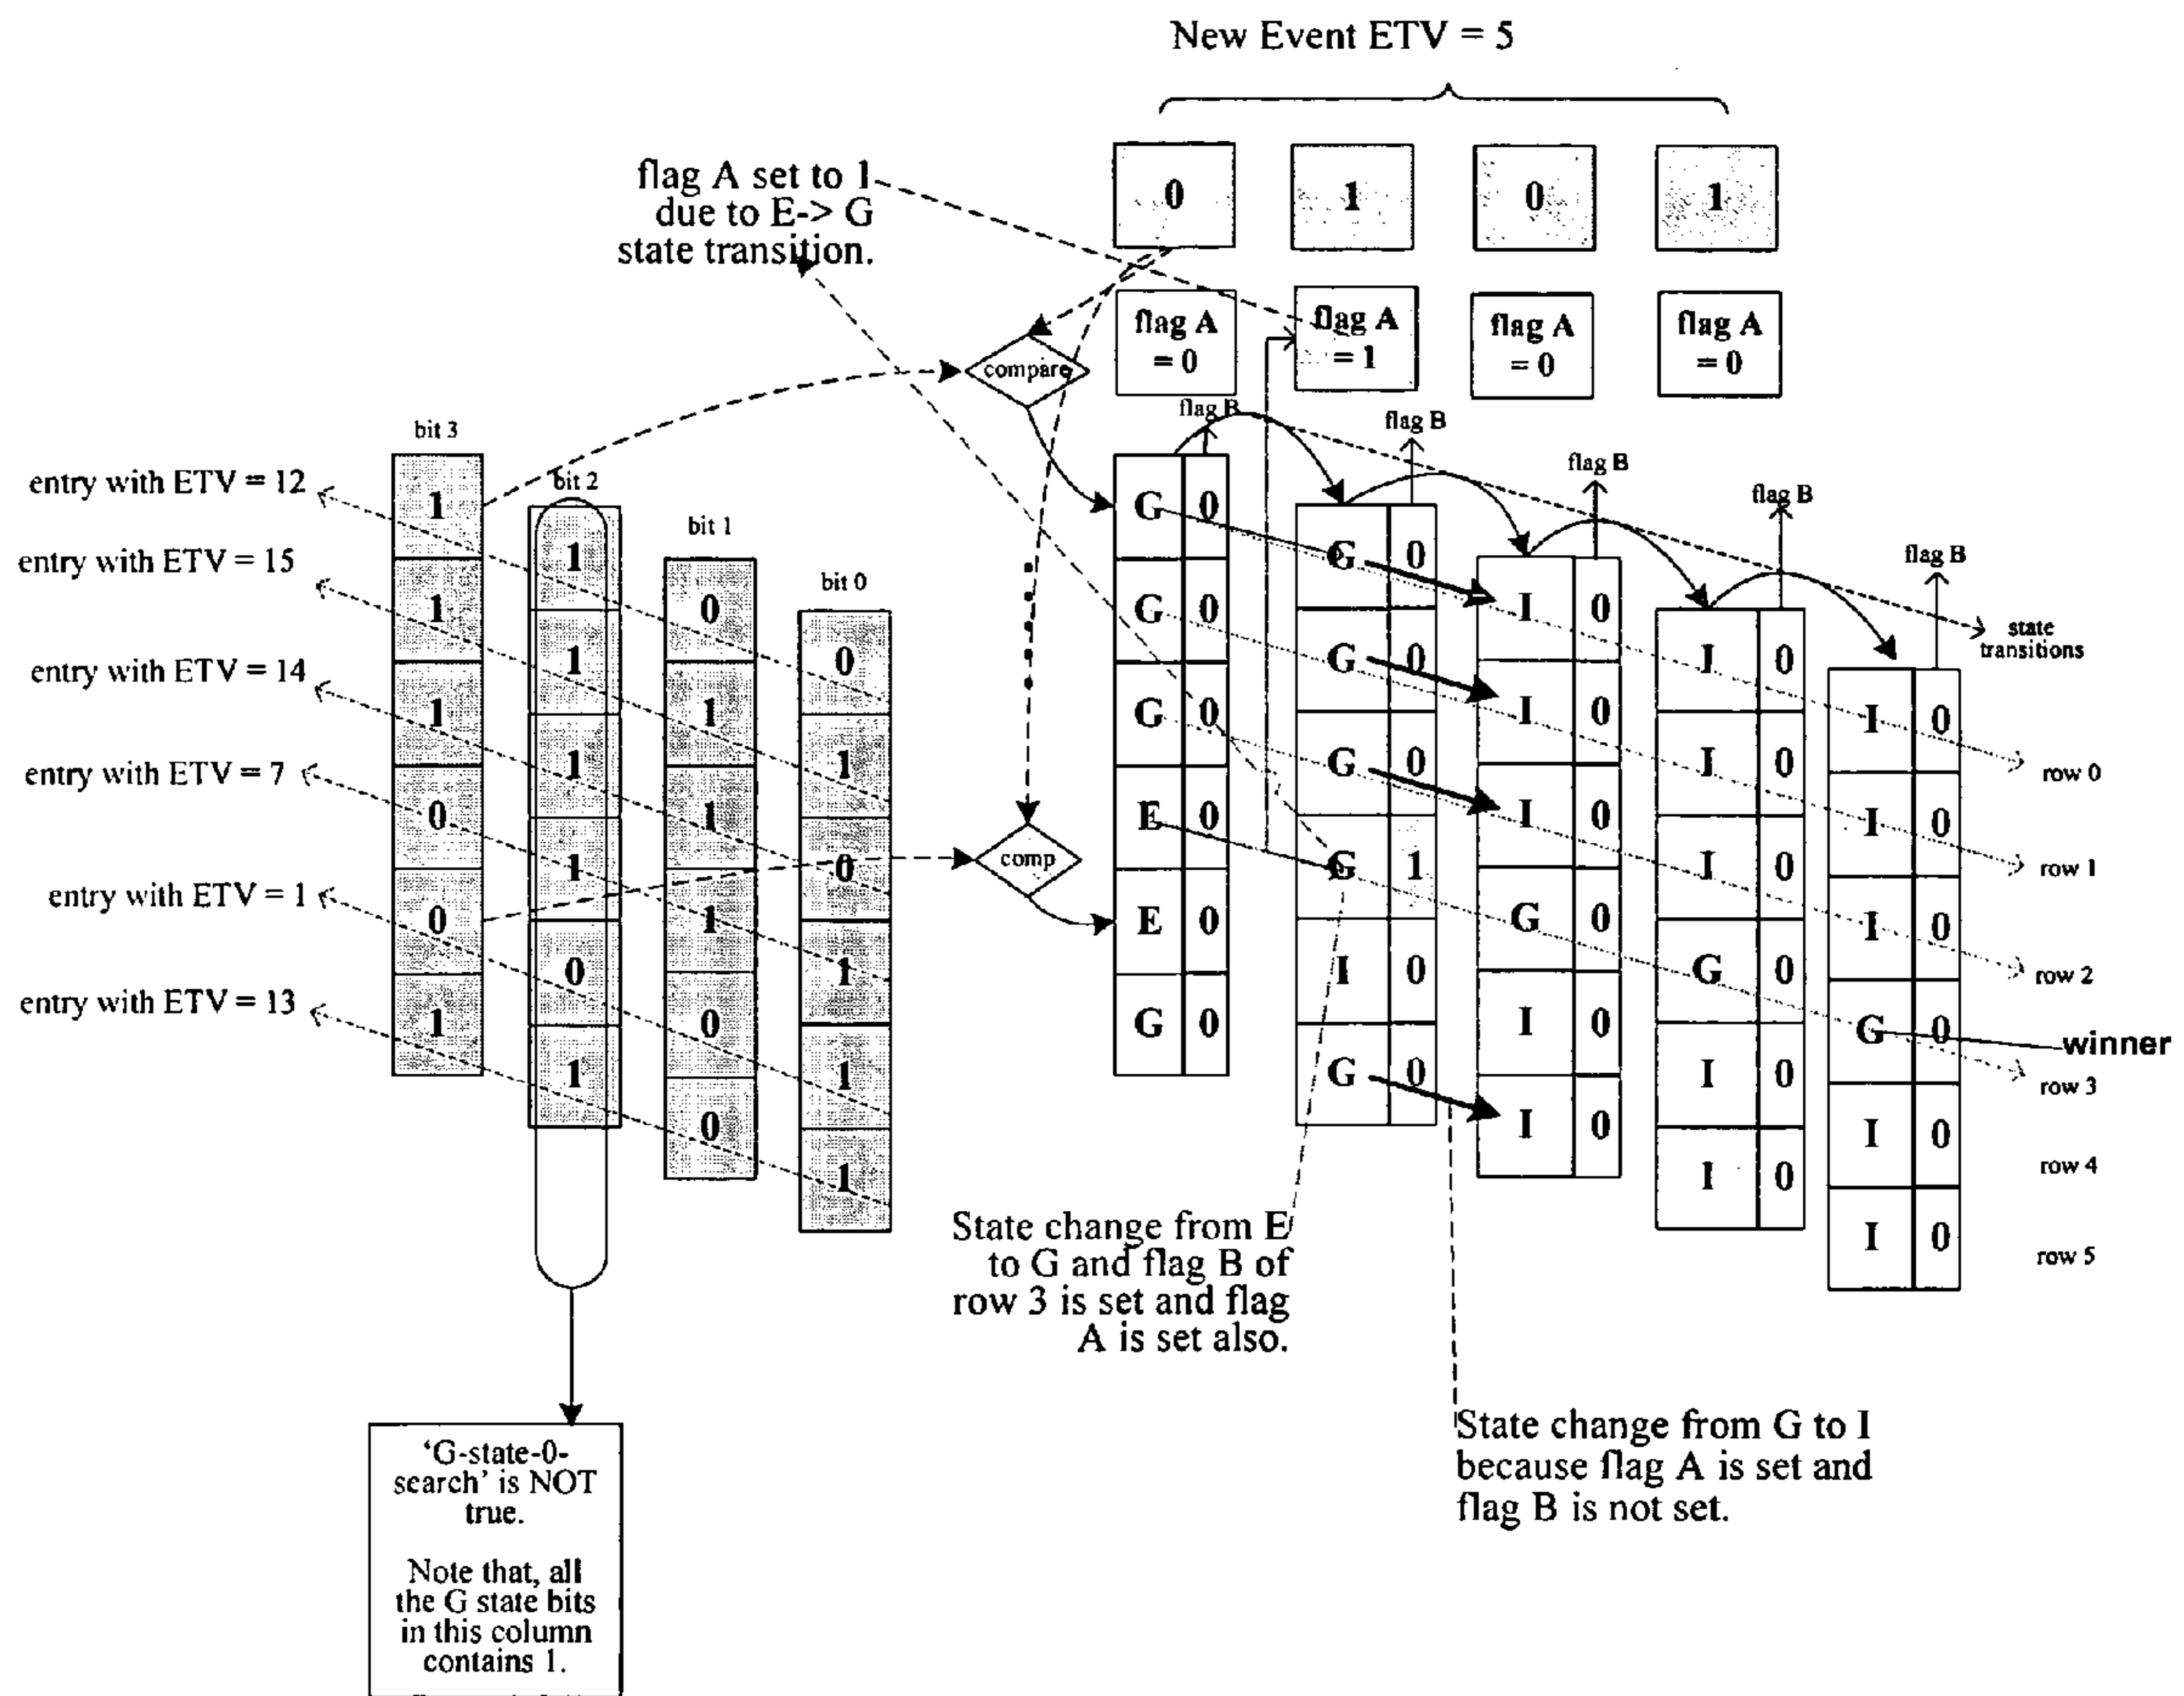 New Event ETV = 5
0 1 0 1
flag A set to 1
due to E-> G
state transition.
flag A
= 0
flag A
= 1
flag A
= 0
flag A
= 0
compare
comp
flag B
flag B
flag B
flag B
flag B
bit 3
bit 2
bit 1
bit 0
entry with ETV = 12
entry with ETV = 15
entry with ETV = 14
entry with ETV = 7
entry with ETV = 1
entry with ETV = 13
1
1
1
0
0
1
1
1
1
1
0
1
0
1
1
1
0
0
0
1
0
1
1
1
G 0
G 0
G 0
E 0
E 0
G 0
G 0
G 0
G 0
G 1
I 0
G 0
I 0
I 0
I 0
G 0
I 0
I 0
I 0
I 0
I 0
G 0
I 0
I 0
I 0
I 0
I 0
G 0
I 0
I 0
state
transitions
row 0
row 1
row 2
winner
row 3
row 4
row 5
State change from E
to G and flag B of
row 3 is set and flag
A is set also.
State change from G to I
because flag A is set and
flag B is not set.
‘G-state-0-
search’ is NOT
true.
Note that, all
the G state bits
in this column
contains 1.